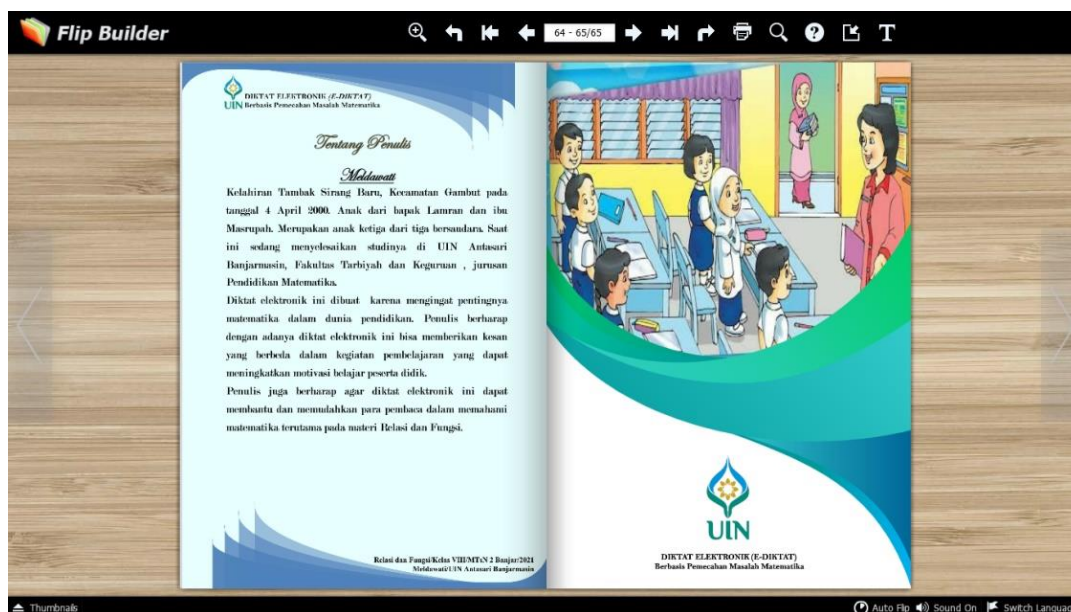 Flip Builder
64 - 65/65
T
DIKTAT ELEKTRONIK (E-DIKTAT)
UIN Berbasis Pemecahan Masalah Matematika
Tentang Penulis
Meldawati
Kelahiran Tambak Sirang Baru, Kecamatan Gambut pada
tanggal 4 April 2000. Anak dari bapak Lamran dan ibu
Masrupah. Merupakan anak ketiga dari tiga bersaudara. Saat
ini sedang menyelesaikan studinya di UIN Antasari
Banjarmasin, Fakultas Tarbiyah dan Keguruan , jurusan
Pendidikan Matematika.
Diktat elektronik ini dibuat karena mengingat pentingnya
matematika dalam dunia pendidikan. Penulis berharap
dengan adanya diktat elektronik ini bisa memberikan kesan
yang berbeda dalam kegiatan pembelajaran yang dapat
meningkatkan motivasi belajar peserta didik.
Penulis juga berharap agar diktat elektronik ini dapat
membantu dan memudahkan para pembaca dalam memahami
matematika terutama pada materi Relasi dan Fungsi.
Relasi dan Fungsi/Kelas VIII/MTsN 2 Banjar/2021
Meldawati/UIN Antasari Banjarmasin
UIN
DIKTAT ELEKTRONIK (E-DIKTAT)
Berbasis Pemecahan Masalah Matematika
Thumbnails
Auto Flip
Sound On
Switch Languag